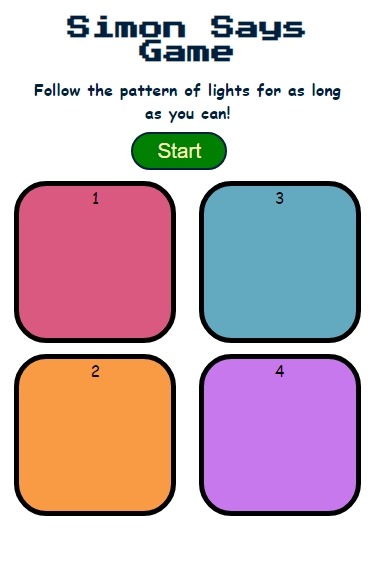 Simon Says
Game
Follow the pattern of lights for as long
as you can!
Start
1
3
2
4